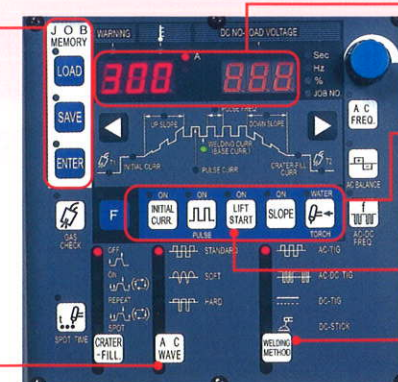 J O B
MEMORY
LOAD
SAVE
ENTER
WARNING
DC NO-LOAD VOLTAGE
A
300
888
Sec
Hz
%
JOB NO.
PULSE FREQ.
UP SLOPE
DOWN SLOPE
WELDING CURR.
(BASE CURR.)
T1
INITIAL CURR.
PULSE CURR.
CRATER-FILL
CURR.
T2
A C
FREQ.
AC BALANCE
AC-DC
FREQ
GAS
CHECK
F
ON
INITIAL
CURR.
ON
PULSE
ON
LIFT
START
ON
SLOPE
WATER
TORCH
OFF
ON
REPEAT
SPOT
CRATER
-FILL.
STANDARD
SOFT
HARD
A C
WAVE
AC-TIG
AC-DC TIG
DC-TIG
DC-STICK
WELDING
METHOD
t
SPOT TIME